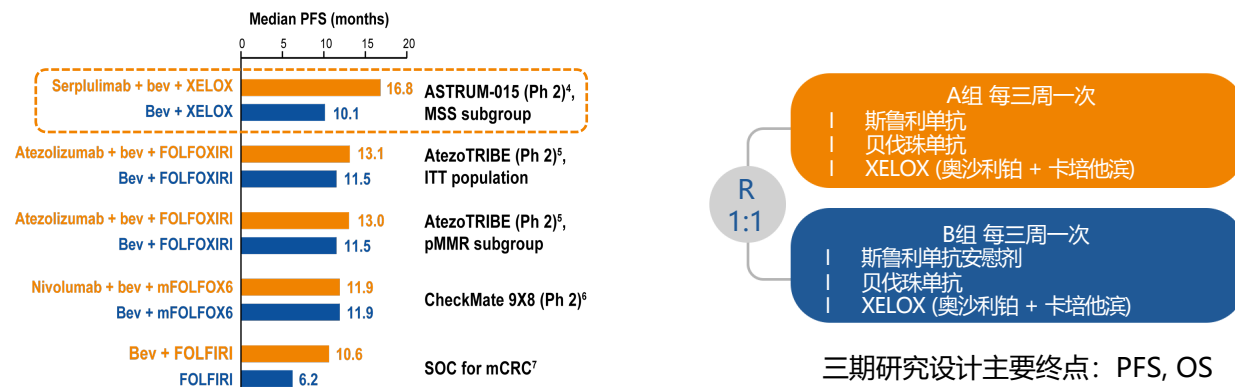 Median PFS (months)
0 5 10 15 20
Serplulimab + bev + XELOX 16.8
Bev + XELOX 10.1
ASTRUM-015 (Ph 2)4,
MSS subgroup
Atezolizumab + bev + FOLFOXIRI 13.1
Bev + FOLFOXIRI 11.5
AtezoTRIBE (Ph 2)5,
ITT population
Atezolizumab + bev + FOLFOXIRI 13.0
Bev + FOLFOXIRI 11.5
AtezoTRIBE (Ph 2)5,
pMMR subgroup
Nivolumab + bev + mFOLFOX6 11.9
Bev + mFOLFOX6 11.9
CheckMate 9X8 (Ph 2)6
Bev + FOLFIRI 10.6
FOLFIRI 6.2
SOC for mCRC7
R
1:1
A组 每三周一次
l 斯鲁利单抗
l 贝伐珠单抗
l XELOX (奥沙利铂 + 卡培他滨)
B组 每三周一次
l 斯鲁利单抗安慰剂
l 贝伐珠单抗
l XELOX (奥沙利铂 + 卡培他滨)
三期研究设计主要终点：PFS, OS